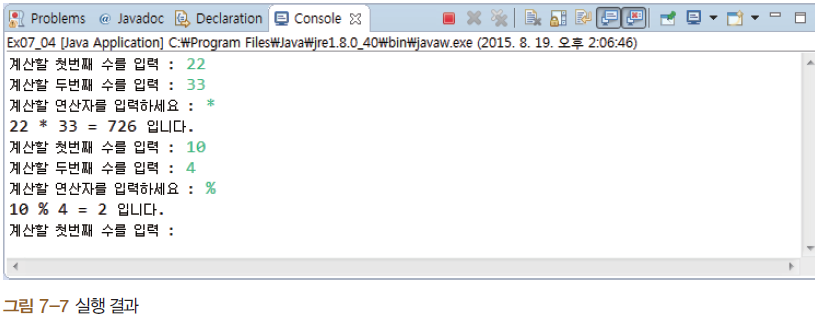 Problems @ Javadoc Declaration Console
Ex07_04 [Java Application] C:₩Program Files₩Java₩jre1.8.0_40₩bin₩javaw.exe (2015. 8. 19. 오후 2:06:46)
계산할 첫번째 수를 입력 : 22
계산할 두번째 수를 입력 : 33
계산할 연산자를 입력하세요 : *
22 * 33 = 726 입니다.
계산할 첫번째 수를 입력 : 10
계산할 두번째 수를 입력 : 4
계산할 연산자를 입력하세요 : %
10 % 4 = 2 입니다.
계산할 첫번째 수를 입력 :
그림 7-7 실행 결과